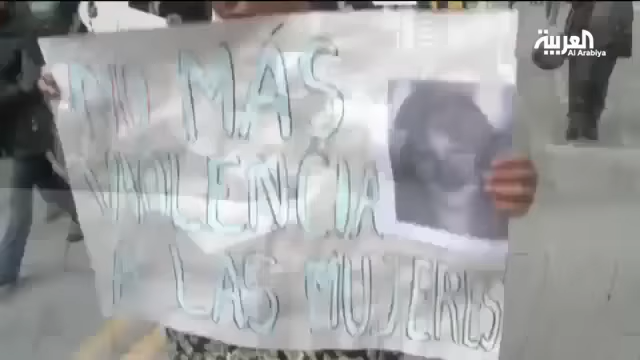 العربية
Al Arabiya
NO MÁS
VIOLENCIA
A LAS MUJERES